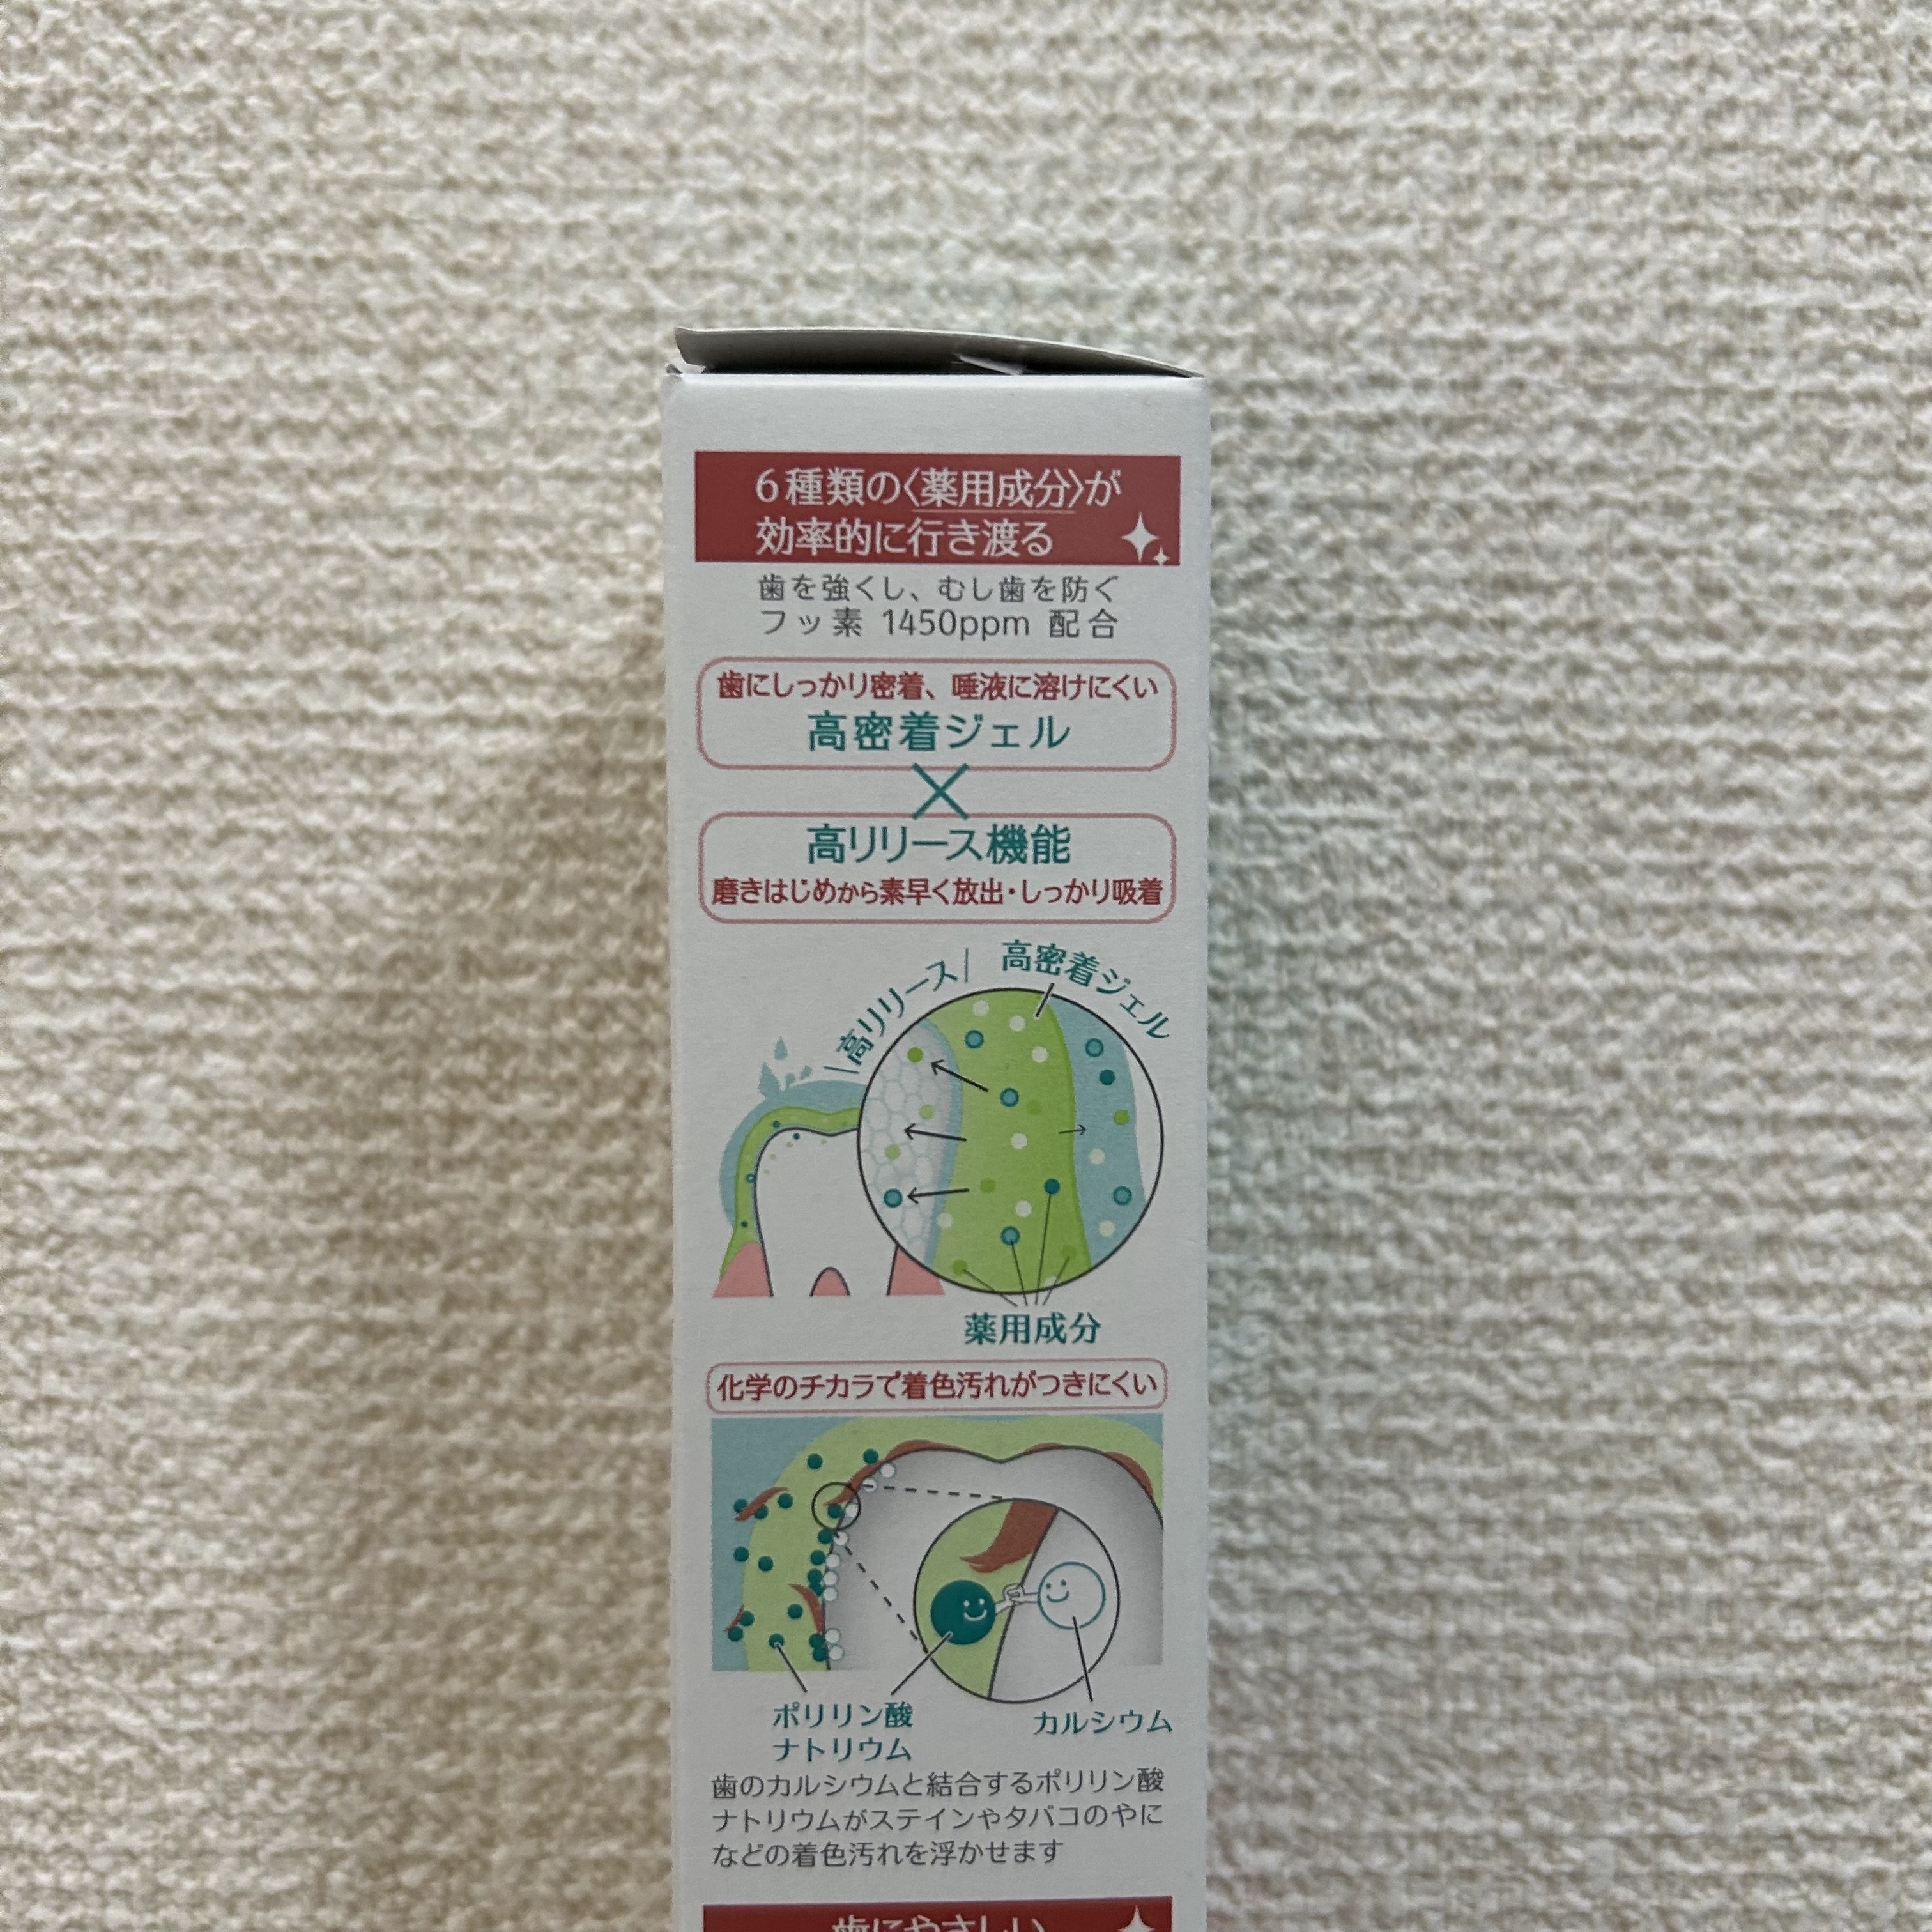 6種類の〈薬用成分〉が
効率的に行き渡る
歯を強くし、むし歯を防ぐ
フッ素 1450ppm 配合
歯にしっかり密着、唾液に溶けにくい
高密着ジェル
×
高リリース機能
磨きはじめから素早く放出・しっかり吸着
\高リリース/
高密着ジェル
薬用成分
化学のチカラで着色汚れがつきにくい
ポリリン酸
ナトリウム
カルシウム
歯のカルシウムと結合するポリリン酸
ナトリウムがステインやタバコのやに
などの着色汚れを浮かせます
歯にやさしい